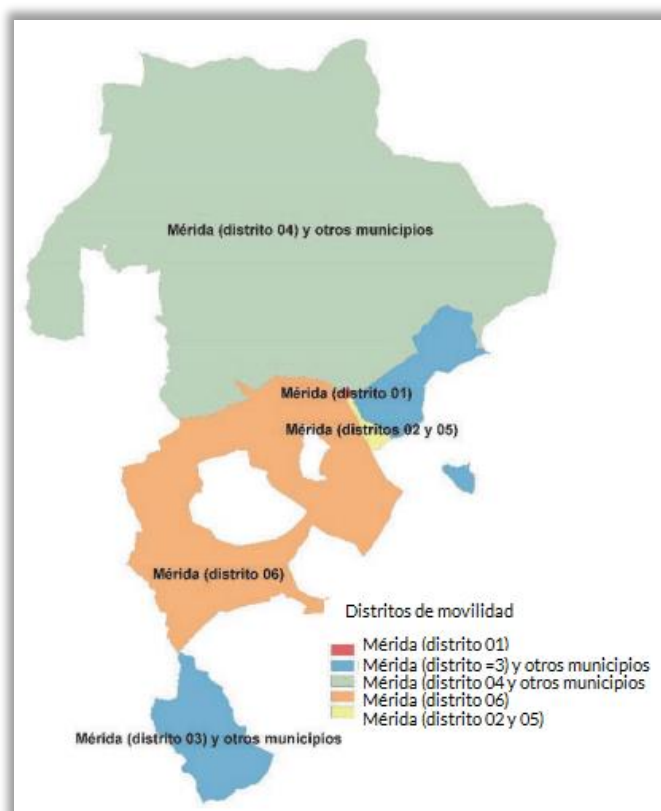 Mérida (distrito 04) y otros municipios
Mérida (distrito 01)
Mérida (distritos 02 y 05)
Mérida (distrito 06)
Distritos de movilidad
Mérida (distrito 01)
Mérida (distrito =3) y otros municipios
Mérida (distrito 04 y otros municipios
Mérida (distrito 06)
Mérida (distrito 02 y 05)
Mérida (distrito 03) y otros municipios